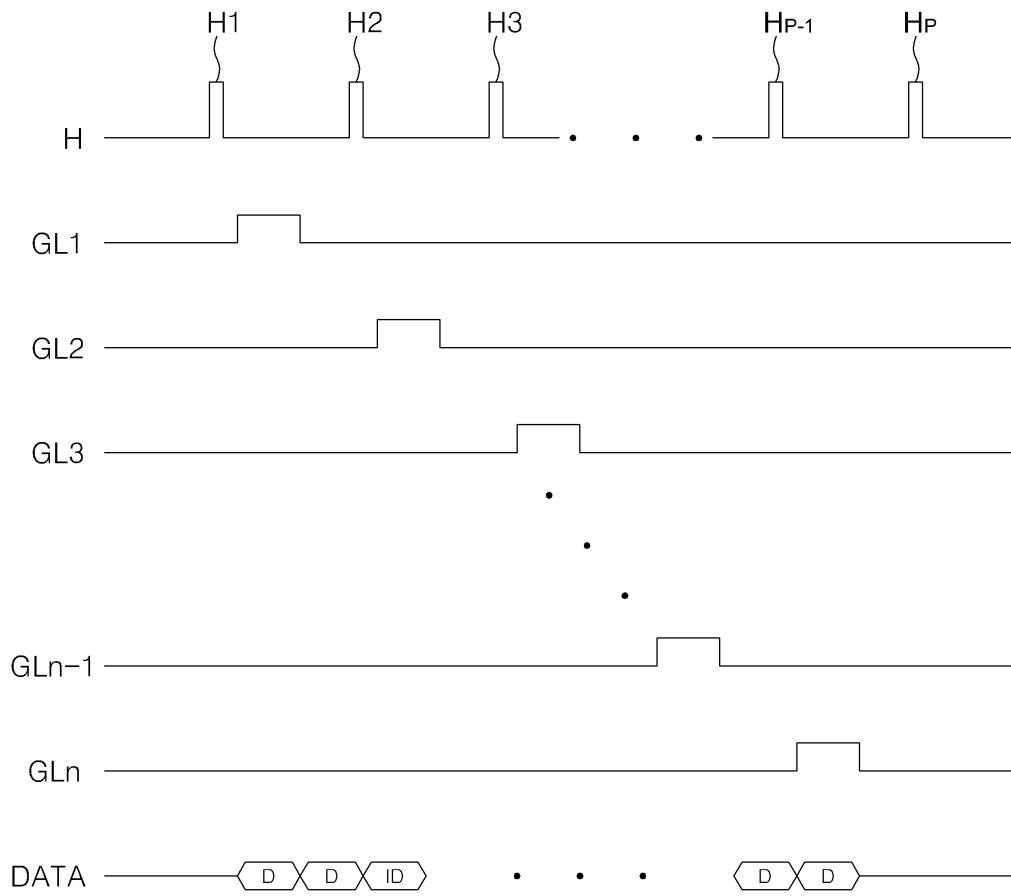 H1 H2 H3 HP-1 HP
H
GL1
GL2
GL3
GLn-1
GLn
DATA D D ID D D